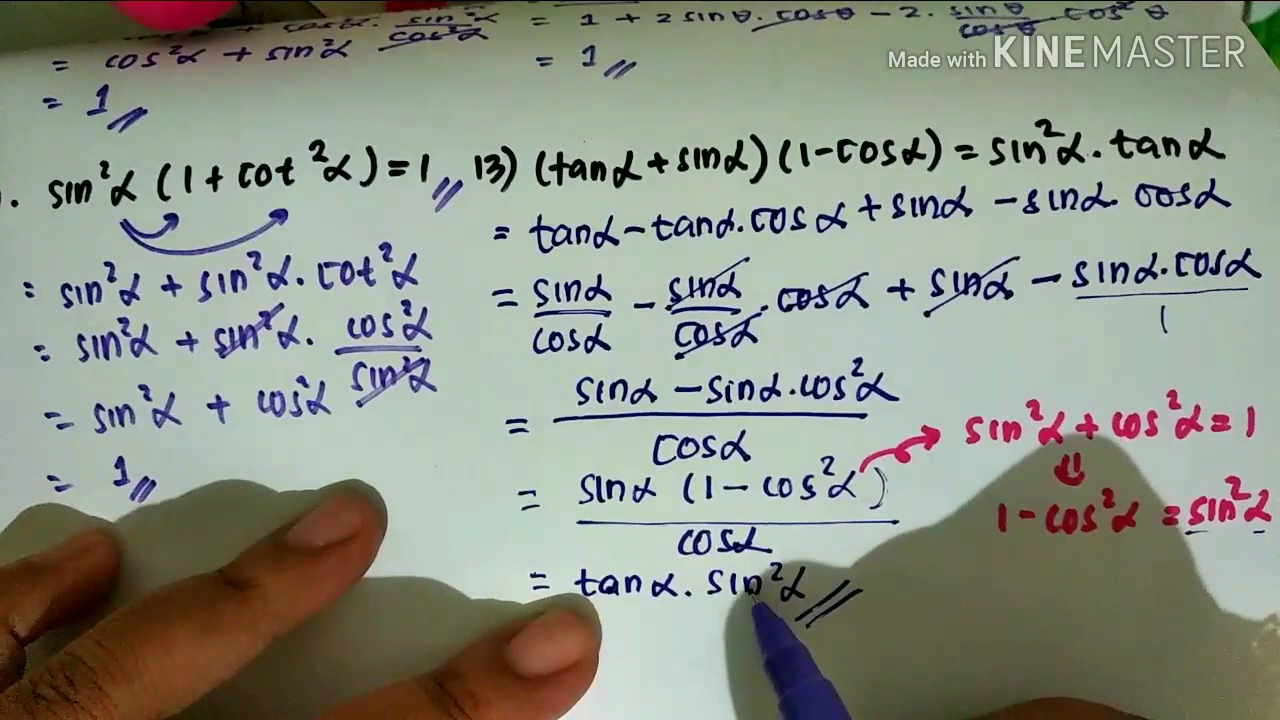 cosα. sin²α / cos²α
= cos²α + sin²α
= 1
= 1 + 2 sinθ.cosθ - 2. sinθ / cosθ cos²θ
= 1
Made with KINEMASTER
. sin²α (1 + cot²α) = 1
= sin²α + sin²α. cot²α
= sin²α + sin²α. cos²α / sin²α
= sin²α + cos²α
= 1
13) (tanα + sinα) (1-cosα) = sin²α. tanα
= tanα - tanα. cosα + sinα - sinα. cosα
= sinα / cosα - sinα / cosα . cosα + sinα - sinα. cosα / 1
= sinα - sinα. cos²α / cosα
= sinα (1 - cos²α) / cosα
= tanα. sin²α
sin²α + cos²α = 1
⇓
1 - cos²α = sin²α